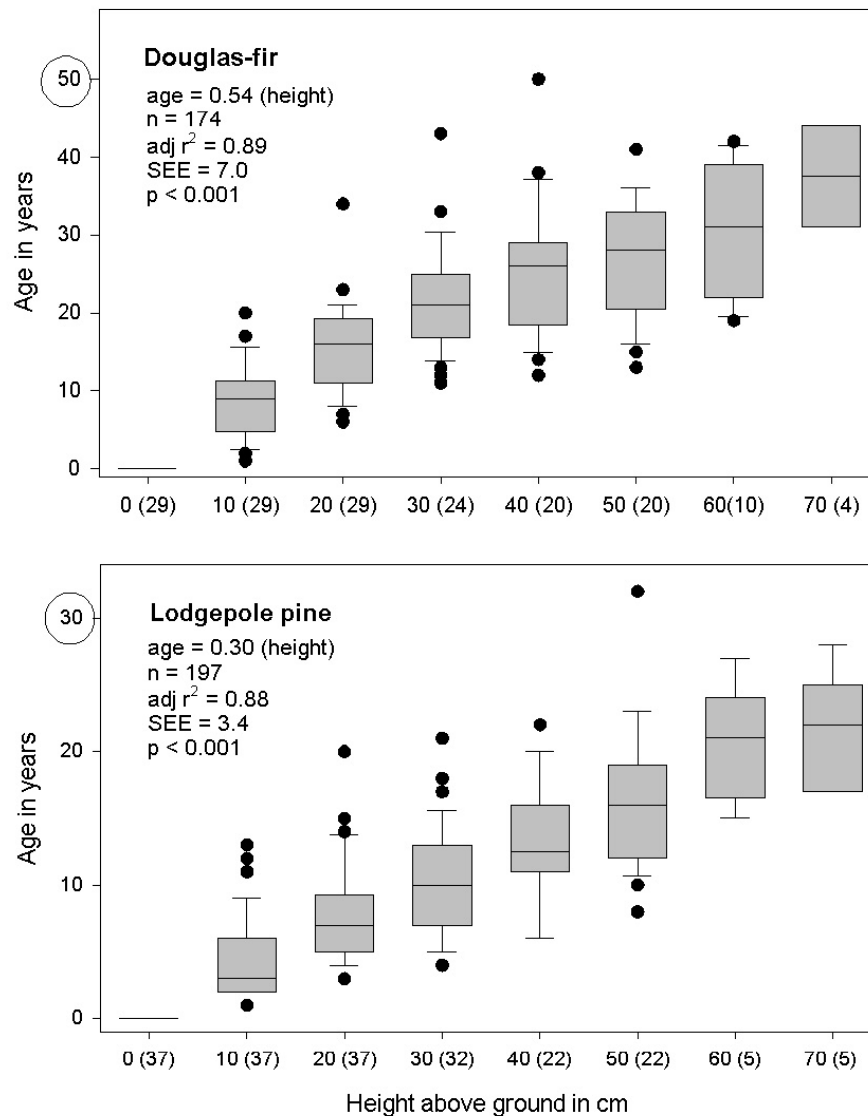 Douglas-fir
age = 0.54 (height)
n = 174
adj r² = 0.89
SEE = 7.0
p < 0.001
Age in years
50
40
30
20
10
0
0 (29) 10 (29) 20 (29) 30 (24) 40 (20) 50 (20) 60(10) 70 (4)
Lodgepole pine
age = 0.30 (height)
n = 197
adj r² = 0.88
SEE = 3.4
p < 0.001
Age in years
30
20
10
0
0 (37) 10 (37) 20 (37) 30 (32) 40 (22) 50 (22) 60 (5) 70 (5)
Height above ground in cm